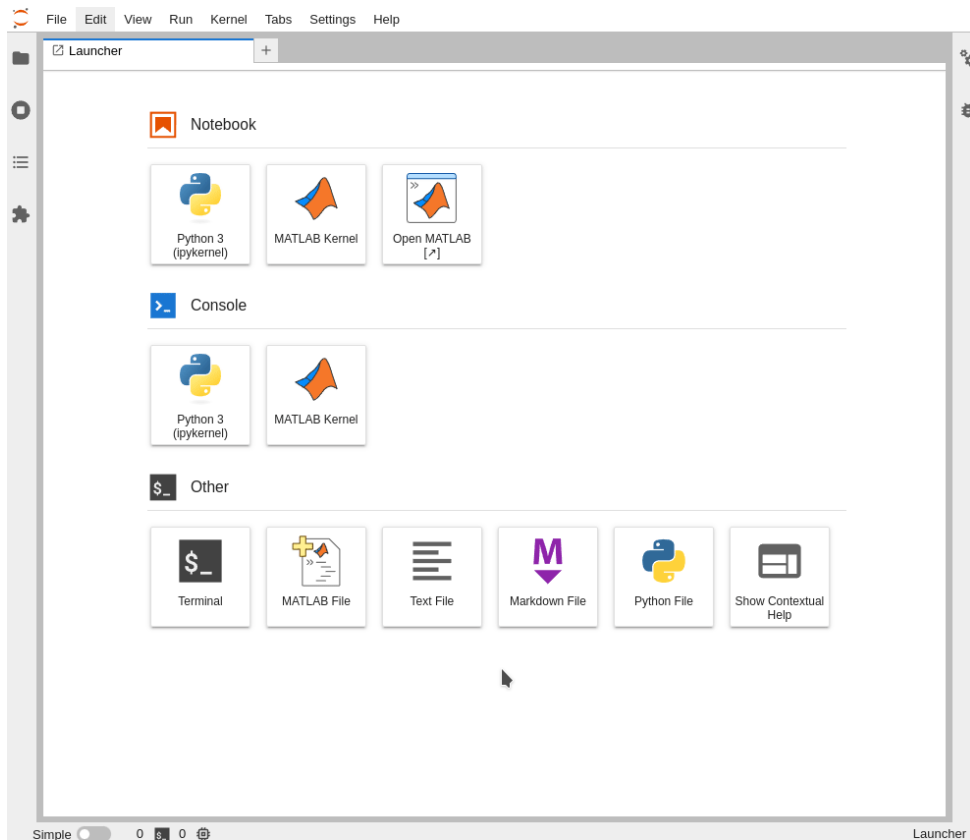 File Edit View Run Kernel Tabs Settings Help
Launcher +
Notebook
Python 3
(ipykernel)
MATLAB Kernel
Open MATLAB
[↗]
Console
Python 3
(ipykernel)
MATLAB Kernel
$_ Other
$_
Terminal
MATLAB File
Text File
M
Markdown File
Python File
Show Contextual
Help
Simple 0 $_ 0 Launcher